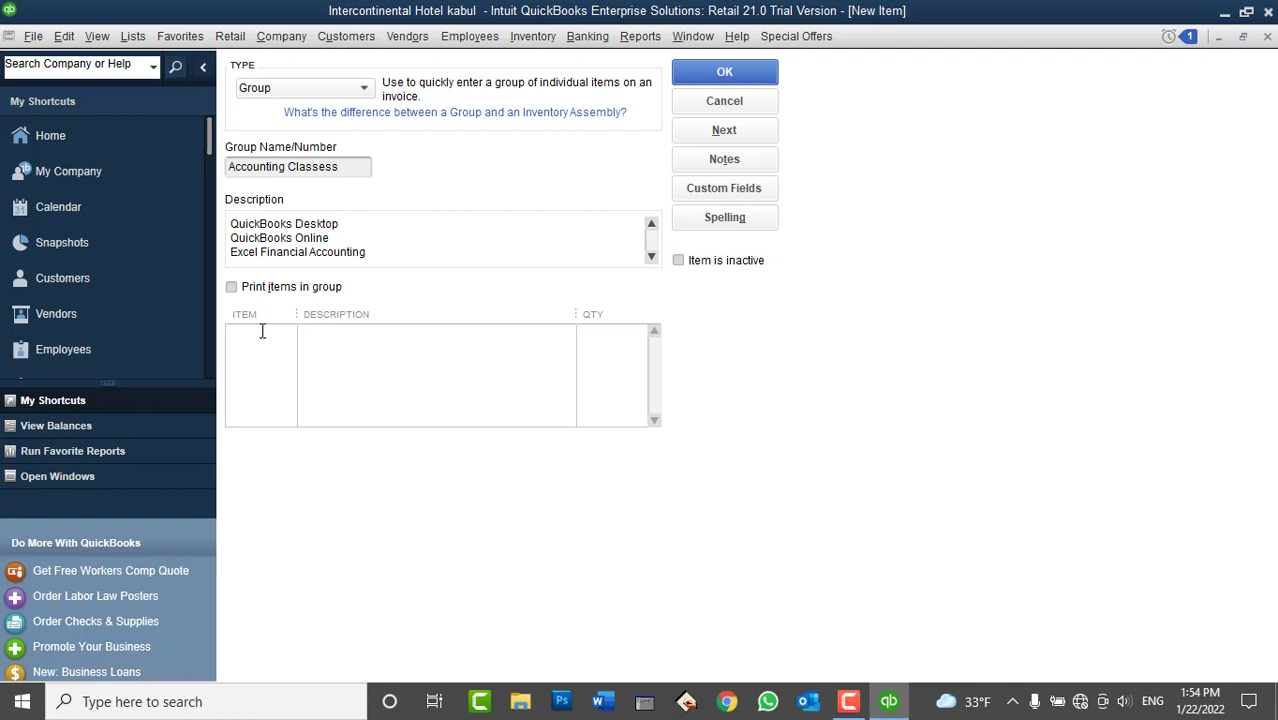 Intercontinental Hotel kabul - Intuit QuickBooks Enterprise Solutions: Retail 21.0 Trial Version - [New Item]
File Edit View Lists Favorites Retail Company Customers Vendors Employees Inventory Banking Reports Window Help Special Offers 1
Search Company or Help
My Shortcuts
Home
My Company
Calendar
Snapshots
Customers
Vendors
Employees
My Shortcuts
View Balances
Run Favorite Reports
Open Windows
Do More With QuickBooks
Get Free Workers Comp Quote
Order Labor Law Posters
Order Checks & Supplies
Promote Your Business
New: Business Loans
TYPE
Group
Use to quickly enter a group of individual items on an
invoice.
What's the difference between a Group and an Inventory Assembly?
Group Name/Number
Accounting Classess
Description
QuickBooks Desktop
QuickBooks Online
Excel Financial Accounting
Print items in group
ITEM DESCRIPTION QTY
OK
Cancel
Next
Notes
Custom Fields
Spelling
Item is inactive
Type here to search
33°F
ENG
1:54 PM
1/22/2022